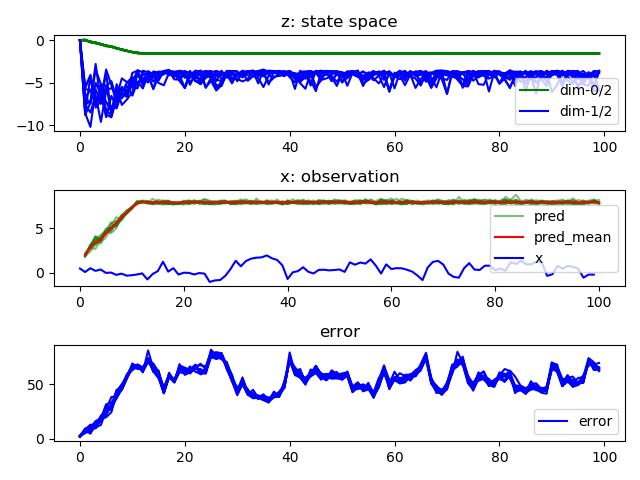 z: state space
0
−5
−10
dim-0/2
dim-1/2
0 20 40 60 80 100
x: observation
5
0
pred
pred_mean
x
0 20 40 60 80 100
error
50
0
error
0 20 40 60 80 100